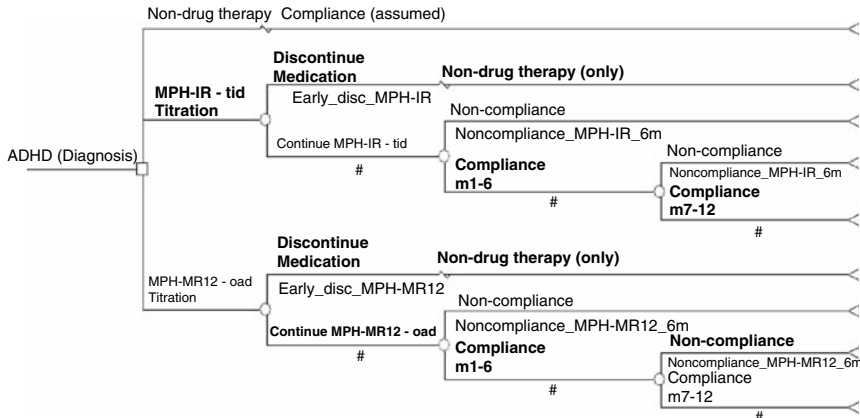 Non-drug therapy Compliance (assumed)
Discontinue
Medication
Non-drug therapy (only)
MPH-IR - tid
Titration
Early_disc_MPH-IR
Non-compliance
Continue MPH-IR - tid
Noncompliance_MPH-IR_6m
#
Compliance
m1-6
Non-compliance
ADHD (Diagnosis)
#
Noncompliance_MPH-IR_6m
Compliance
m7-12
#
Discontinue
Medication
Non-drug therapy (only)
MPH-MR12 - oad
Titration
Early_disc_MPH-MR12
Non-compliance
Continue MPH-MR12 - oad
Noncompliance_MPH-MR12_6m
#
Compliance
m1-6
Non-compliance
#
Noncompliance_MPH-MR12_6m
Compliance
m7-12
#